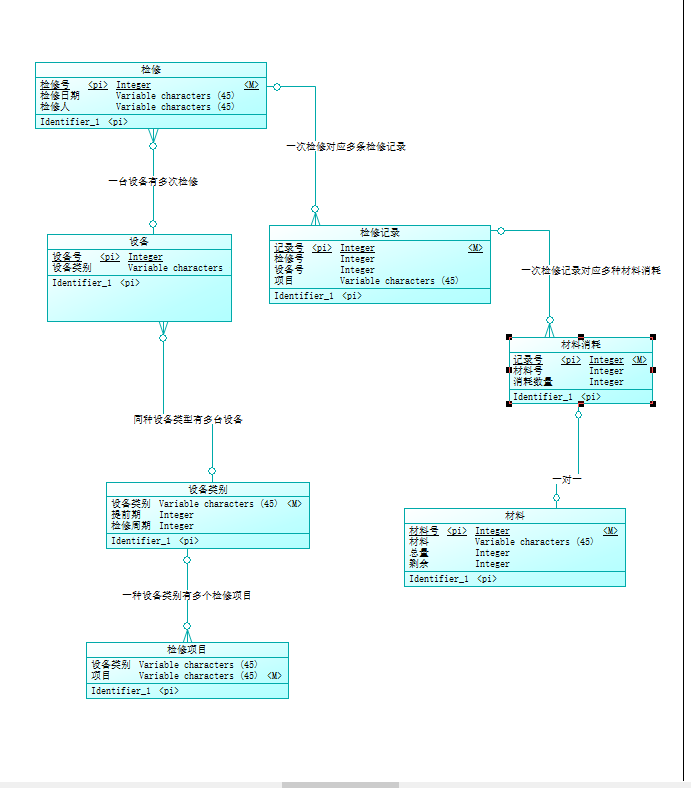 检修
检修号 <pi> Integer <M>
检修日期 Variable characters (45)
检修人 Variable characters (45)
Identifier_1 <pi>
一次检修对应多条检修记录
一台设备有多次检修
设备
设备号 <pi> Integer
设备类别 Variable characters
Identifier_1 <pi>
检修记录
记录号 <pi> Integer <M>
检修号 Integer
设备号 Integer
项目 Variable characters (45)
Identifier_1 <pi>
一次检修记录对应多种材料消耗
材料消耗
记录号 <pi> Integer <M>
材料号 Integer
消耗数量 Integer
Identifier_1 <pi>
同种设备类型有多台设备
一对一
设备类别
设备类别 Variable characters (45) <M>
提前期 Integer
检修周期 Integer
Identifier_1 <pi>
材料
材料号 <pi> Integer <M>
材料 Variable characters (45)
总量 Integer
剩余 Integer
Identifier_1 <pi>
一种设备类别有多个检修项目
检修项目
设备类别 Variable characters (45)
项目 Variable characters (45) <M>
Identifier_1 <pi>